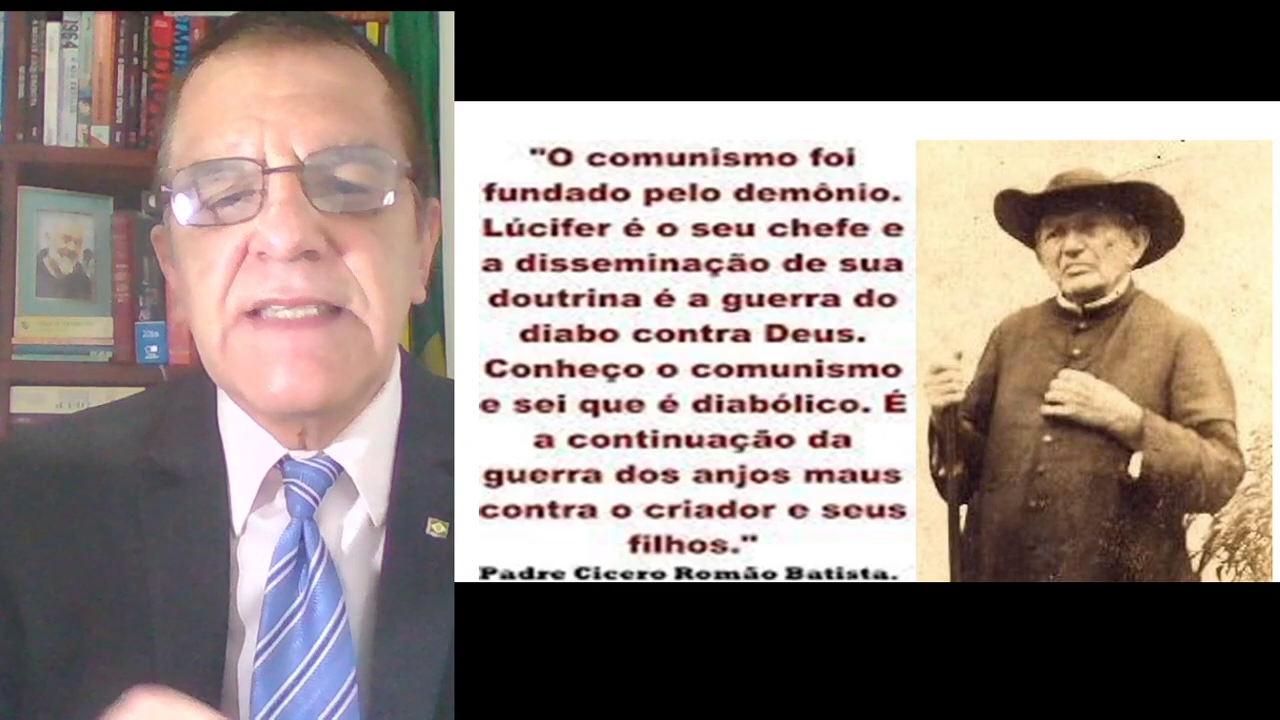 1964
"O comunismo foi
fundado pelo demônio.
Lúcifer é o seu chefe e
a disseminação de sua
doutrina é a guerra do
diabo contra Deus.
Conheço o comunismo
e sei que é diabólico. É
a continuação da
guerra dos anjos maus
contra o criador e seus
filhos."
Padre Cicero Romão Batista.